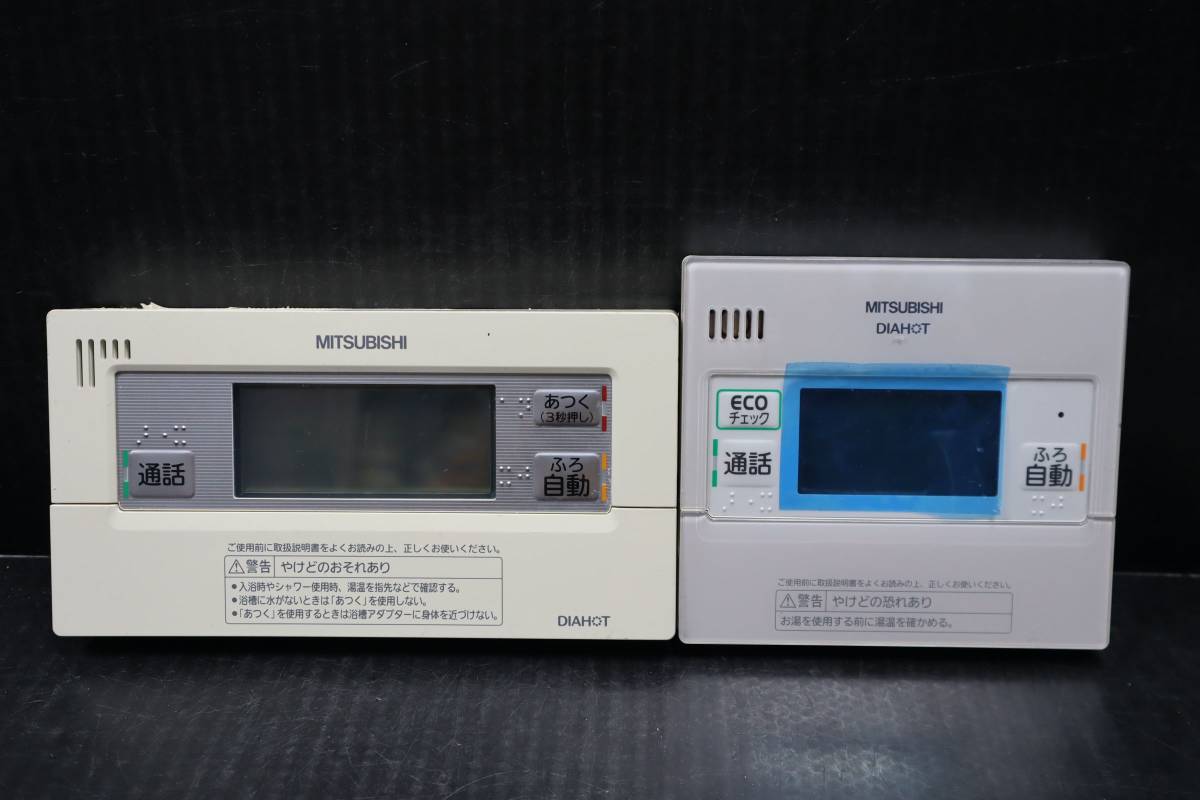 MITSUBISHI
あつく
(3秒押し)
通話
ふろ
自動
ご使用前に取扱説明書をよくお読みの上、正しくお使いください。
警告 やけどのおそれあり
●入浴時やシャワー使用時、湯温を指先などで確認する。
●浴槽に水がないときは「あつく」を使用しない。
●「あつく」を使用するときは浴槽アダプターに身体を近づけない。
DIAHOT
MITSUBISHI
DIAHOT
eco
チェック
通話
ふろ
自動
ご使用前に取扱説明書をよくお読みの上、正しくお使いください。
警告 やけどの恐れあり
お湯を使用する前に湯温を確かめる。